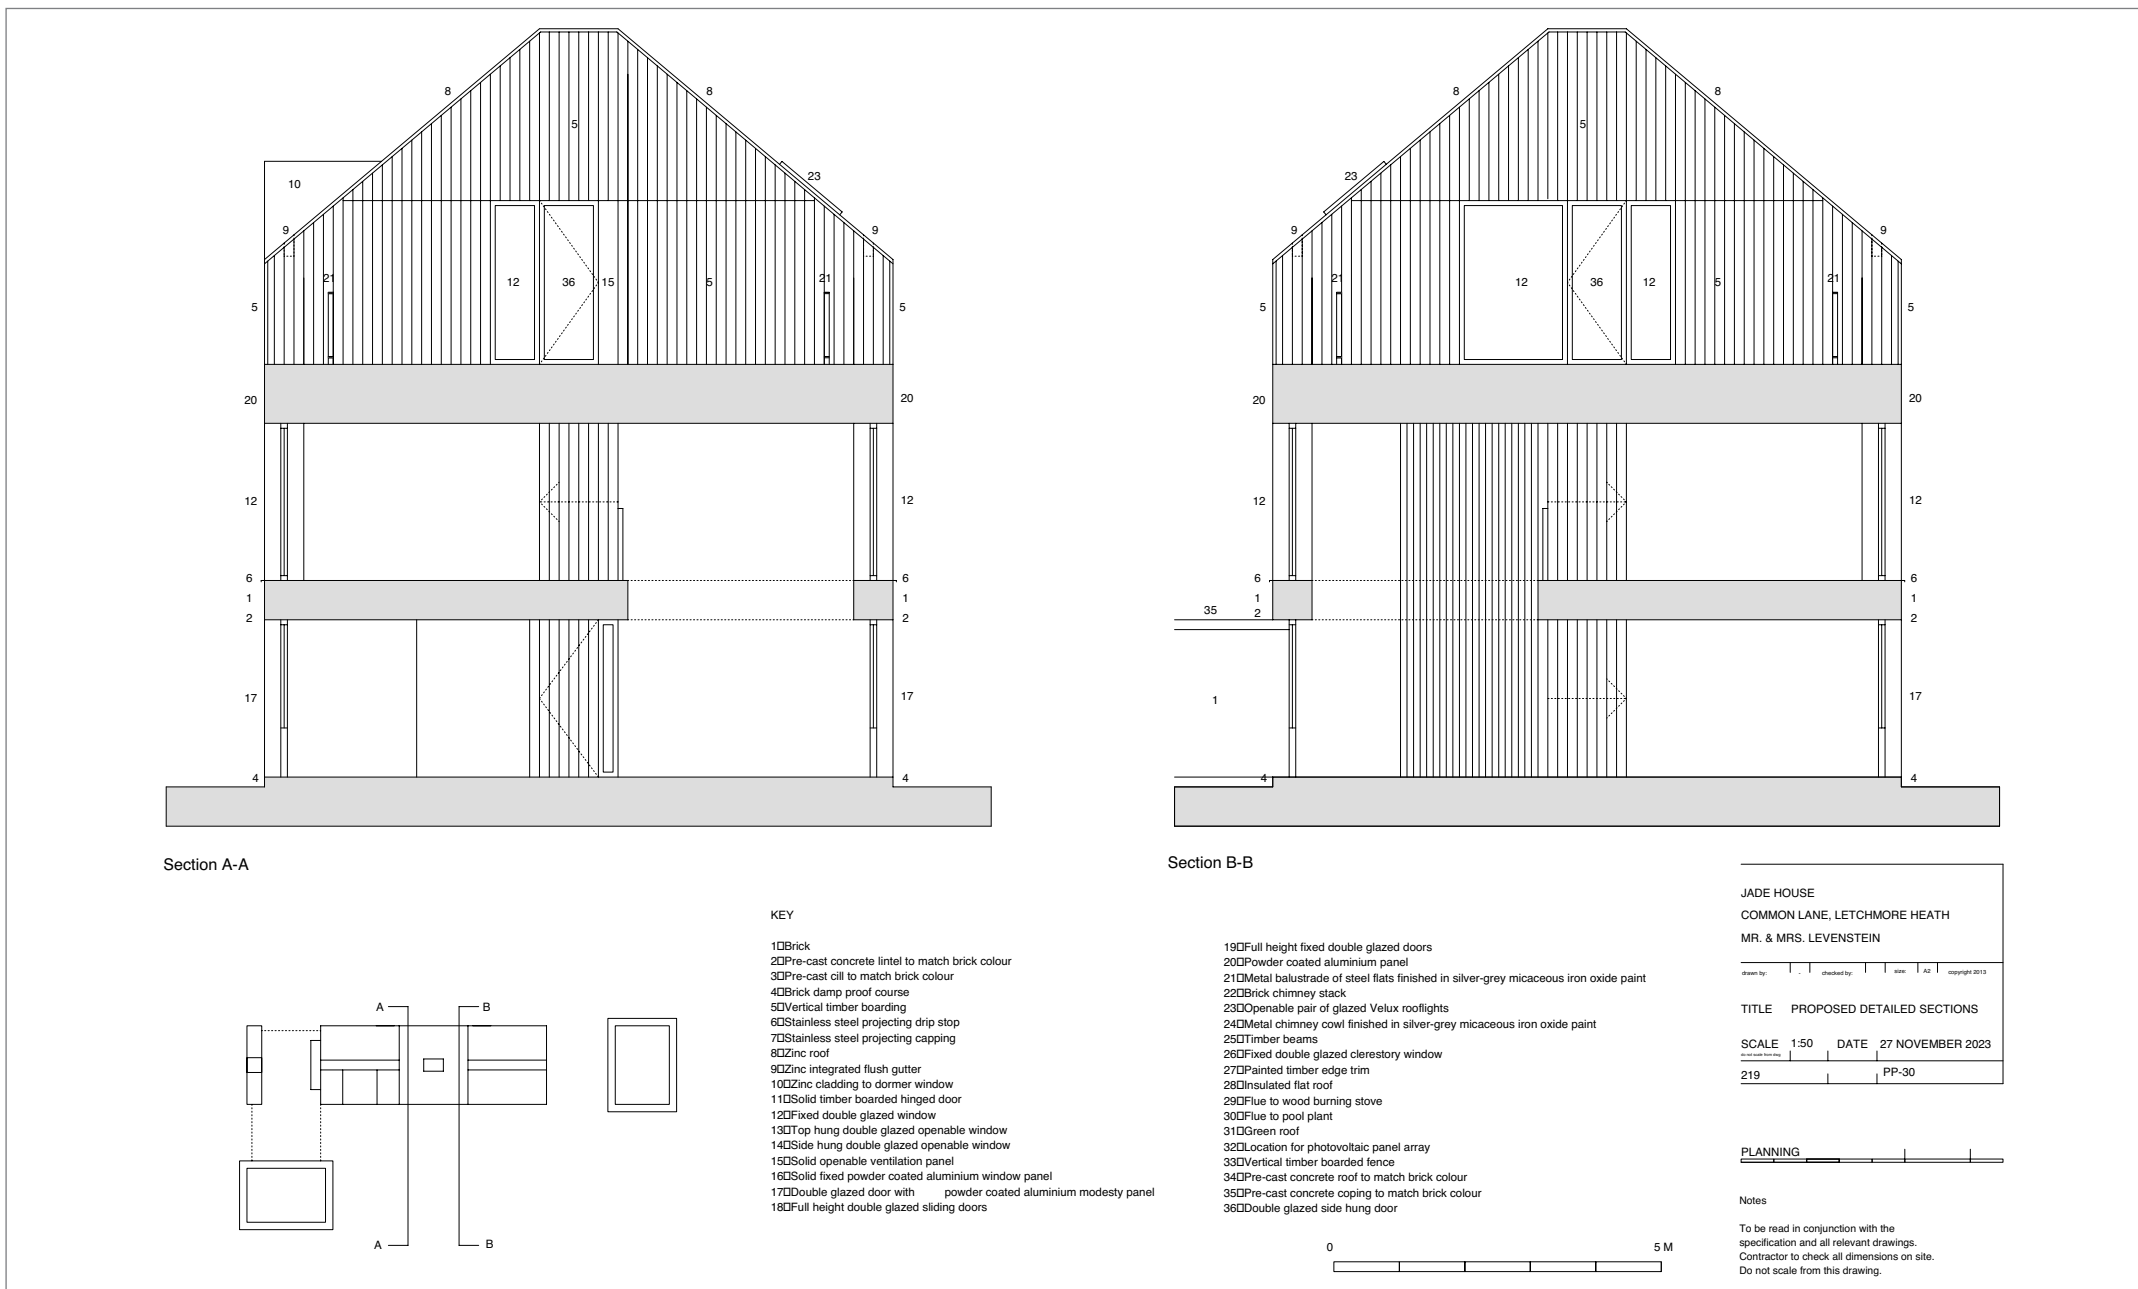 8
8
5
10
23
9
9
21
21
12
36
15
5
5
5
20
20
12
12
6
6
1
1
2
2
17
17
4
4
Section A-A
8
8
5
23
9
9
21
21
12
36
12
5
5
5
20
20
12
12
6
6
1
1
35
2
2
17
1
4
4
Section B-B
A
B
A
B
KEY
1 Brick
2 Pre-cast concrete lintel to match brick colour
3 Pre-cast cill to match brick colour
4 Brick damp proof course
5 Vertical timber boarding
6 Stainless steel projecting drip stop
7 Stainless steel projecting capping
8 Zinc roof
9 Zinc integrated flush gutter
10 Zinc cladding to dormer window
11 Solid timber boarded hinged door
12 Fixed double glazed window
13 Top hung double glazed openable window
14 Side hung double glazed openable window
15 Solid openable ventilation panel
16 Solid fixed powder coated aluminium window panel
17 Double glazed door with powder coated aluminium modesty panel
18 Full height double glazed sliding doors
19 Full height fixed double glazed doors
20 Powder coated aluminium panel
21 Metal balustrade of steel flats finished in silver-grey micaceous iron oxide paint
22 Brick chimney stack
23 Openable pair of glazed Velux rooflights
24 Metal chimney cowl finished in silver-grey micaceous iron oxide paint
25 Timber beams
26 Fixed double glazed clerestory window
27 Painted timber edge trim
28 Insulated flat roof
29 Flue to wood burning stove
30 Flue to pool plant
31 Green roof
32 Location for photovoltaic panel array
33 Vertical timber boarded fence
34 Pre-cast concrete roof to match brick colour
35 Pre-cast concrete coping to match brick colour
36 Double glazed side hung door
0 5 M
JADE HOUSE
COMMON LANE, LETCHMORE HEATH
MR. & MRS. LEVENSTEIN
drawn by: - checked by: size: A2 copyright 2013
TITLE PROPOSED DETAILED SECTIONS
SCALE 1:50 DATE 27 NOVEMBER 2023
do not scale from dwg
219 PP-30
PLANNING
Notes
To be read in conjunction with the
specification and all relevant drawings.
Contractor to check all dimensions on site.
Do not scale from this drawing.